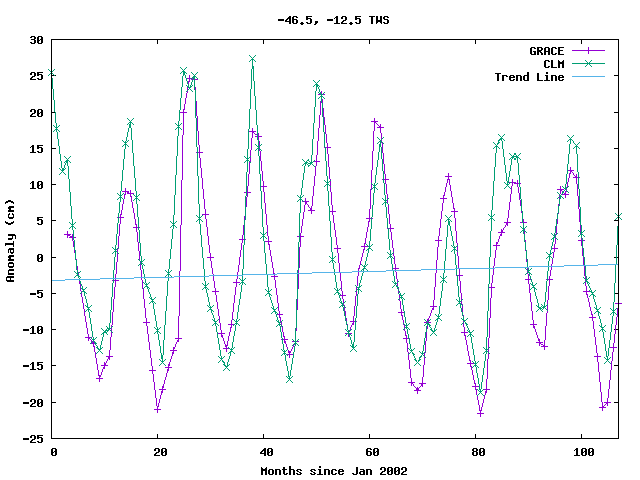 -46.5, -12.5 TWS
GRACE
CLM
Trend Line
30
25
20
15
10
5
0
-5
-10
-15
-20
-25
Anomaly (cm)
0 20 40 60 80 100
Months since Jan 2002